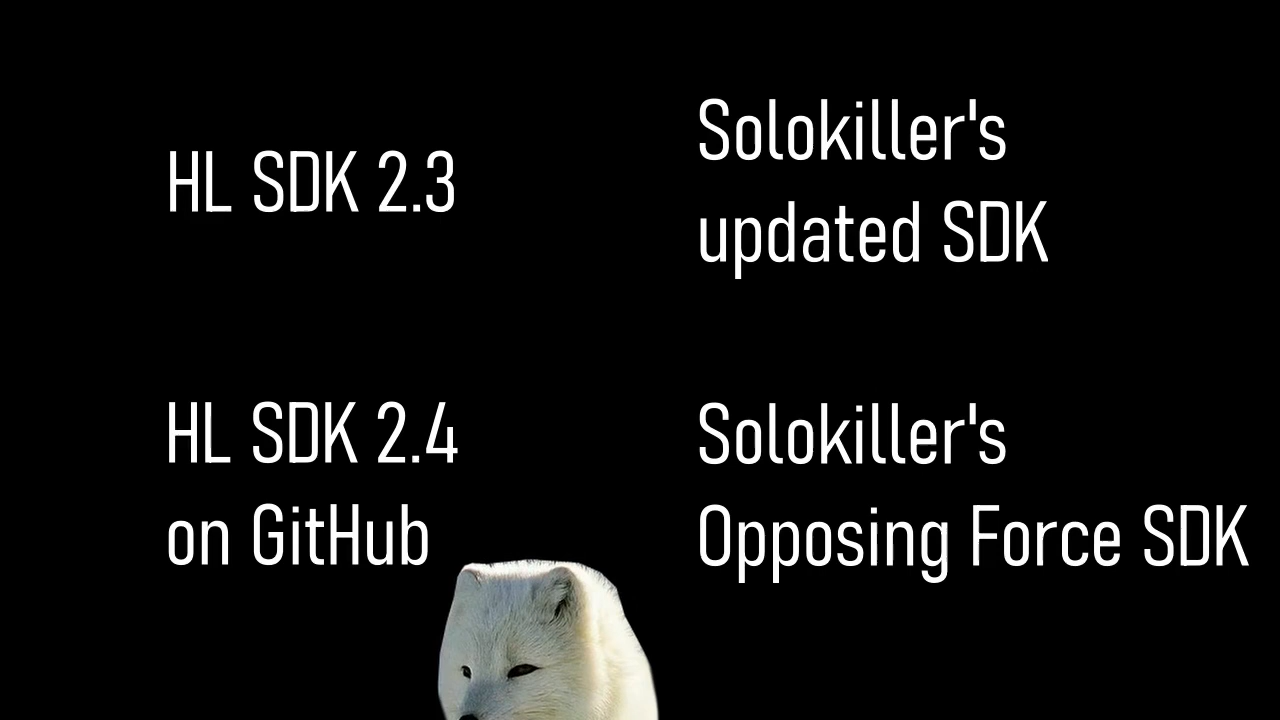 HL SDK 2.3
Solokiller's
updated SDK
HL SDK 2.4
on GitHub
Solokiller's
Opposing Force SDK